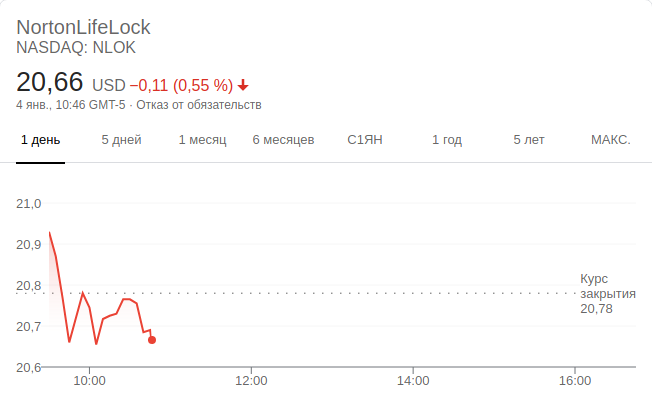 NortonLifeLock
NASDAQ: NLOK
20,66 USD −0,11 (0,55 %)
4 янв., 10:46 GMT-5 · Отказ от обязательств
1 день 5 дней 1 месяц 6 месяцев С1ЯН 1 год 5 лет МАКС.
21,0
20,9
20,8
20,7
20,6
Курс
закрытия
20,78
10:00 12:00 14:00 16:00